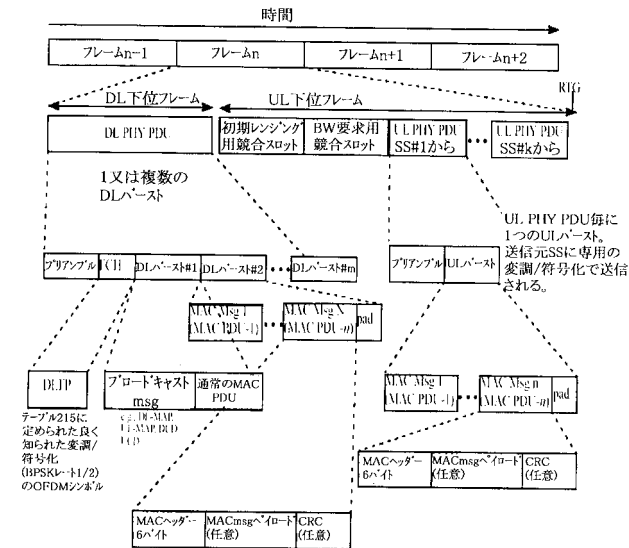 時間
フレームn-1
フレームn
フレームn+1
フレームn+2
RTG
DL下位フレーム
UL下位フレーム
DL PHY PDU
初期レンジング
用競合スロット
BW要求用
競合スロット
UL PHY PDU
SS#1から
UL PHY PDU
SS#kから
1又は複数の
DLバースト
UL PHY PDU毎に
1つのULバースト。
送信元SSに専用の
変調/符号化で送信
される。
プリアンブル
FCH
DLバースト#1
DLバースト#2
DLバースト#m
プリアンブル
ULバースト
MAC Msg 1
(MAC PDU-1)
MAC Msg
(MAC PDU-n)
pad
DLFP
ブロードキャスト
msg
通常のMAC
PDU
MAC Msg 1
(MAC PDU-1)
MAC Msg n
(MAC PDU-n)
pad
テーブル215に
定められた良く
知られた変調/
符号化
(BPSKレート1/2)
のOFDMシンボル
e.g., DL-MAP,
UL-MAP, DCD
UCD
MACヘッダー
6バイト
MACmsgペイロード
(任意)
CRC
(任意)
MACヘッダー
6バイト
MACmsgペイロード
(任意)
CRC
(任意)